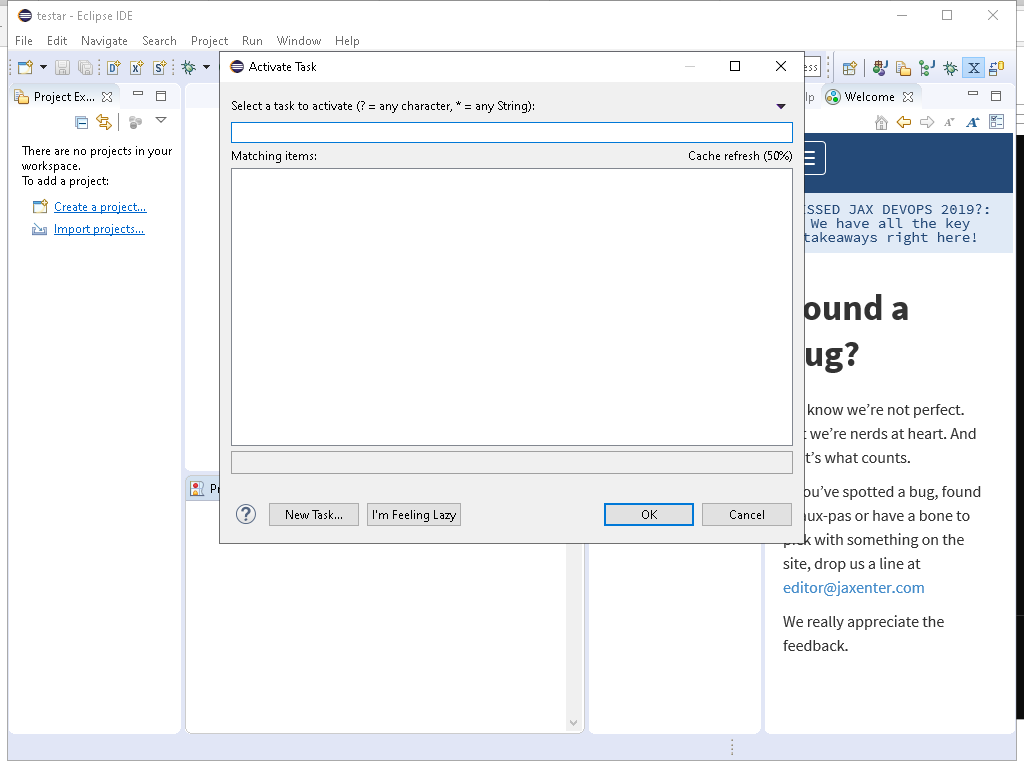 testar - Eclipse IDE
File Edit Navigate Search Project Run Window Help
Activate Task
Select a task to activate (? = any character, * = any String):
Matching items: Cache refresh (50%)
New Task...
I'm Feeling Lazy
OK
Cancel
Project Ex...
There are no projects in your
workspace.
To add a project:
Create a project...
Import projects...
Welcome
SSED JAX DEVOPS 2019?:
We have all the key
takeaways right here!
ound a
ug?
know we're not perfect.
t we're nerds at heart. And
t's what counts.
ou've spotted a bug, found
ux-pas or have a bone to
pick with something on the
site, drop us a line at
editor@jaxenter.com
We really appreciate the
feedback.